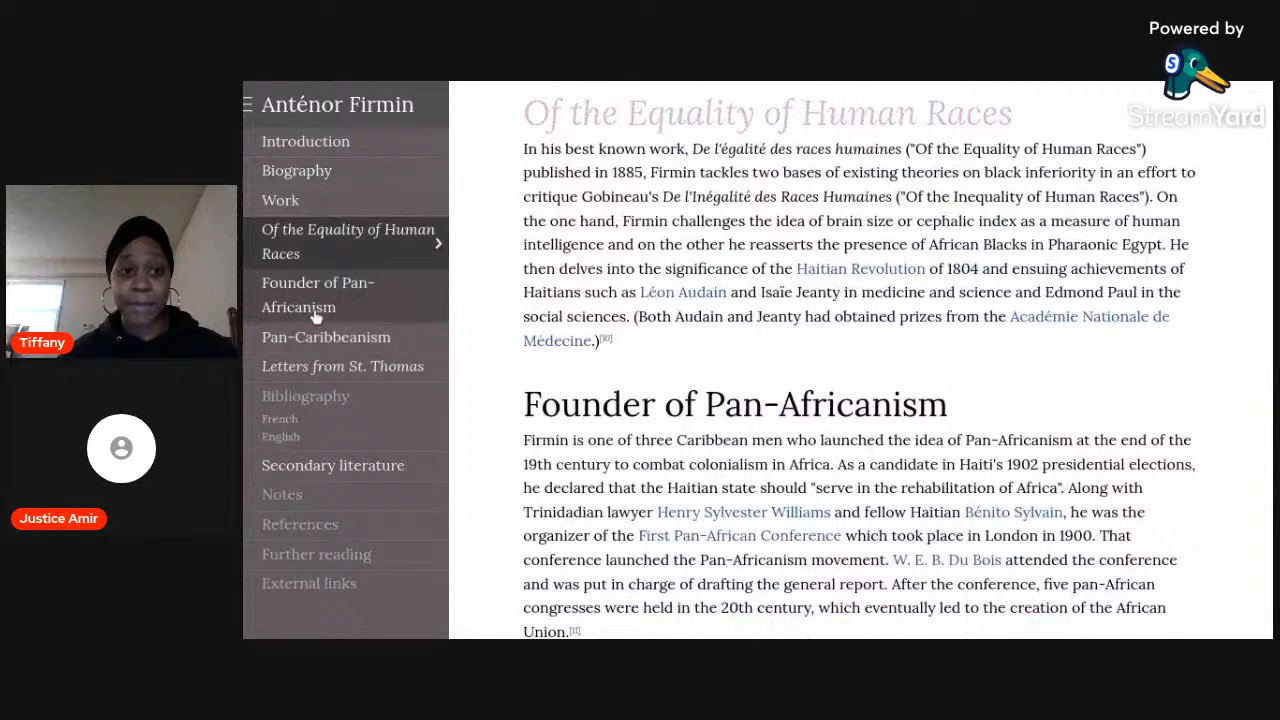 Powered by
S
StreamYard
Anténor Firmin
Introduction
Biography
Work
Of the Equality of Human
Races
Founder of Pan-
Africanism
Pan-Caribbeanism
Letters from St. Thomas
Bibliography
French
English
Secondary literature
Notes
References
Further reading
External links
Of the Equality of Human Races
In his best known work, De l'égalité des races humaines ("Of the Equality of Human Races")
published in 1885, Firmin tackles two bases of existing theories on black inferiority in an effort to
critique Gobineau's De l'Inégalité des Races Humaines ("Of the Inequality of Human Races"). On
the one hand, Firmin challenges the idea of brain size or cephalic index as a measure of human
intelligence and on the other he reasserts the presence of African Blacks in Pharaonic Egypt. He
then delves into the significance of the Haitian Revolution of 1804 and ensuing achievements of
Haitians such as Léon Audain and Isaïe Jeanty in medicine and science and Edmond Paul in the
social sciences. (Both Audain and Jeanty had obtained prizes from the Académie Nationale de
Médecine.)[10]
Founder of Pan-Africanism
Firmin is one of three Caribbean men who launched the idea of Pan-Africanism at the end of the
19th century to combat colonialism in Africa. As a candidate in Haiti's 1902 presidential elections,
he declared that the Haitian state should "serve in the rehabilitation of Africa". Along with
Trinidadian lawyer Henry Sylvester Williams and fellow Haitian Bénito Sylvain, he was the
organizer of the First Pan-African Conference which took place in London in 1900. That
conference launched the Pan-Africanism movement. W. E. B. Du Bois attended the conference
and was put in charge of drafting the general report. After the conference, five pan-African
congresses were held in the 20th century, which eventually led to the creation of the African
Union.[11]
Tiffany
Justice Amir